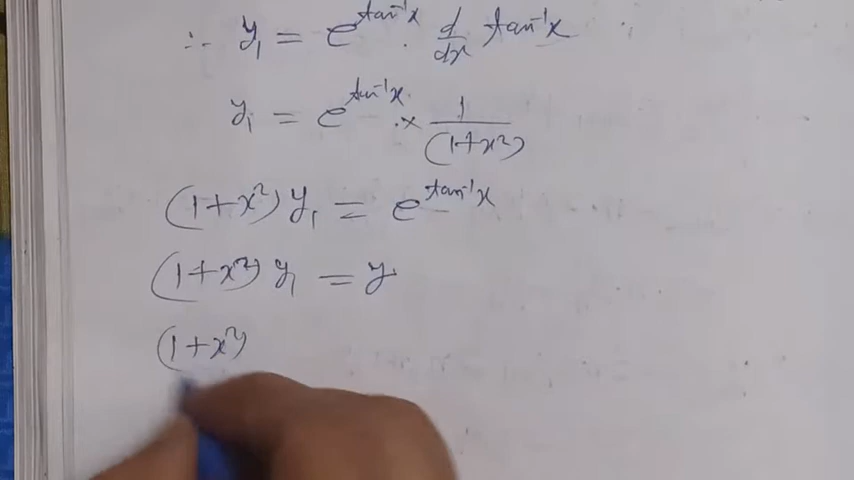 ∴ y₁ = e^{tan⁻¹x} · d/dx tan⁻¹x
y₁ = e^{tan⁻¹x} · × 1/(1+x²)
(1+x²) y₁ = e^{tan⁻¹x}
(1+x²) y₁ = y
(1+x²)